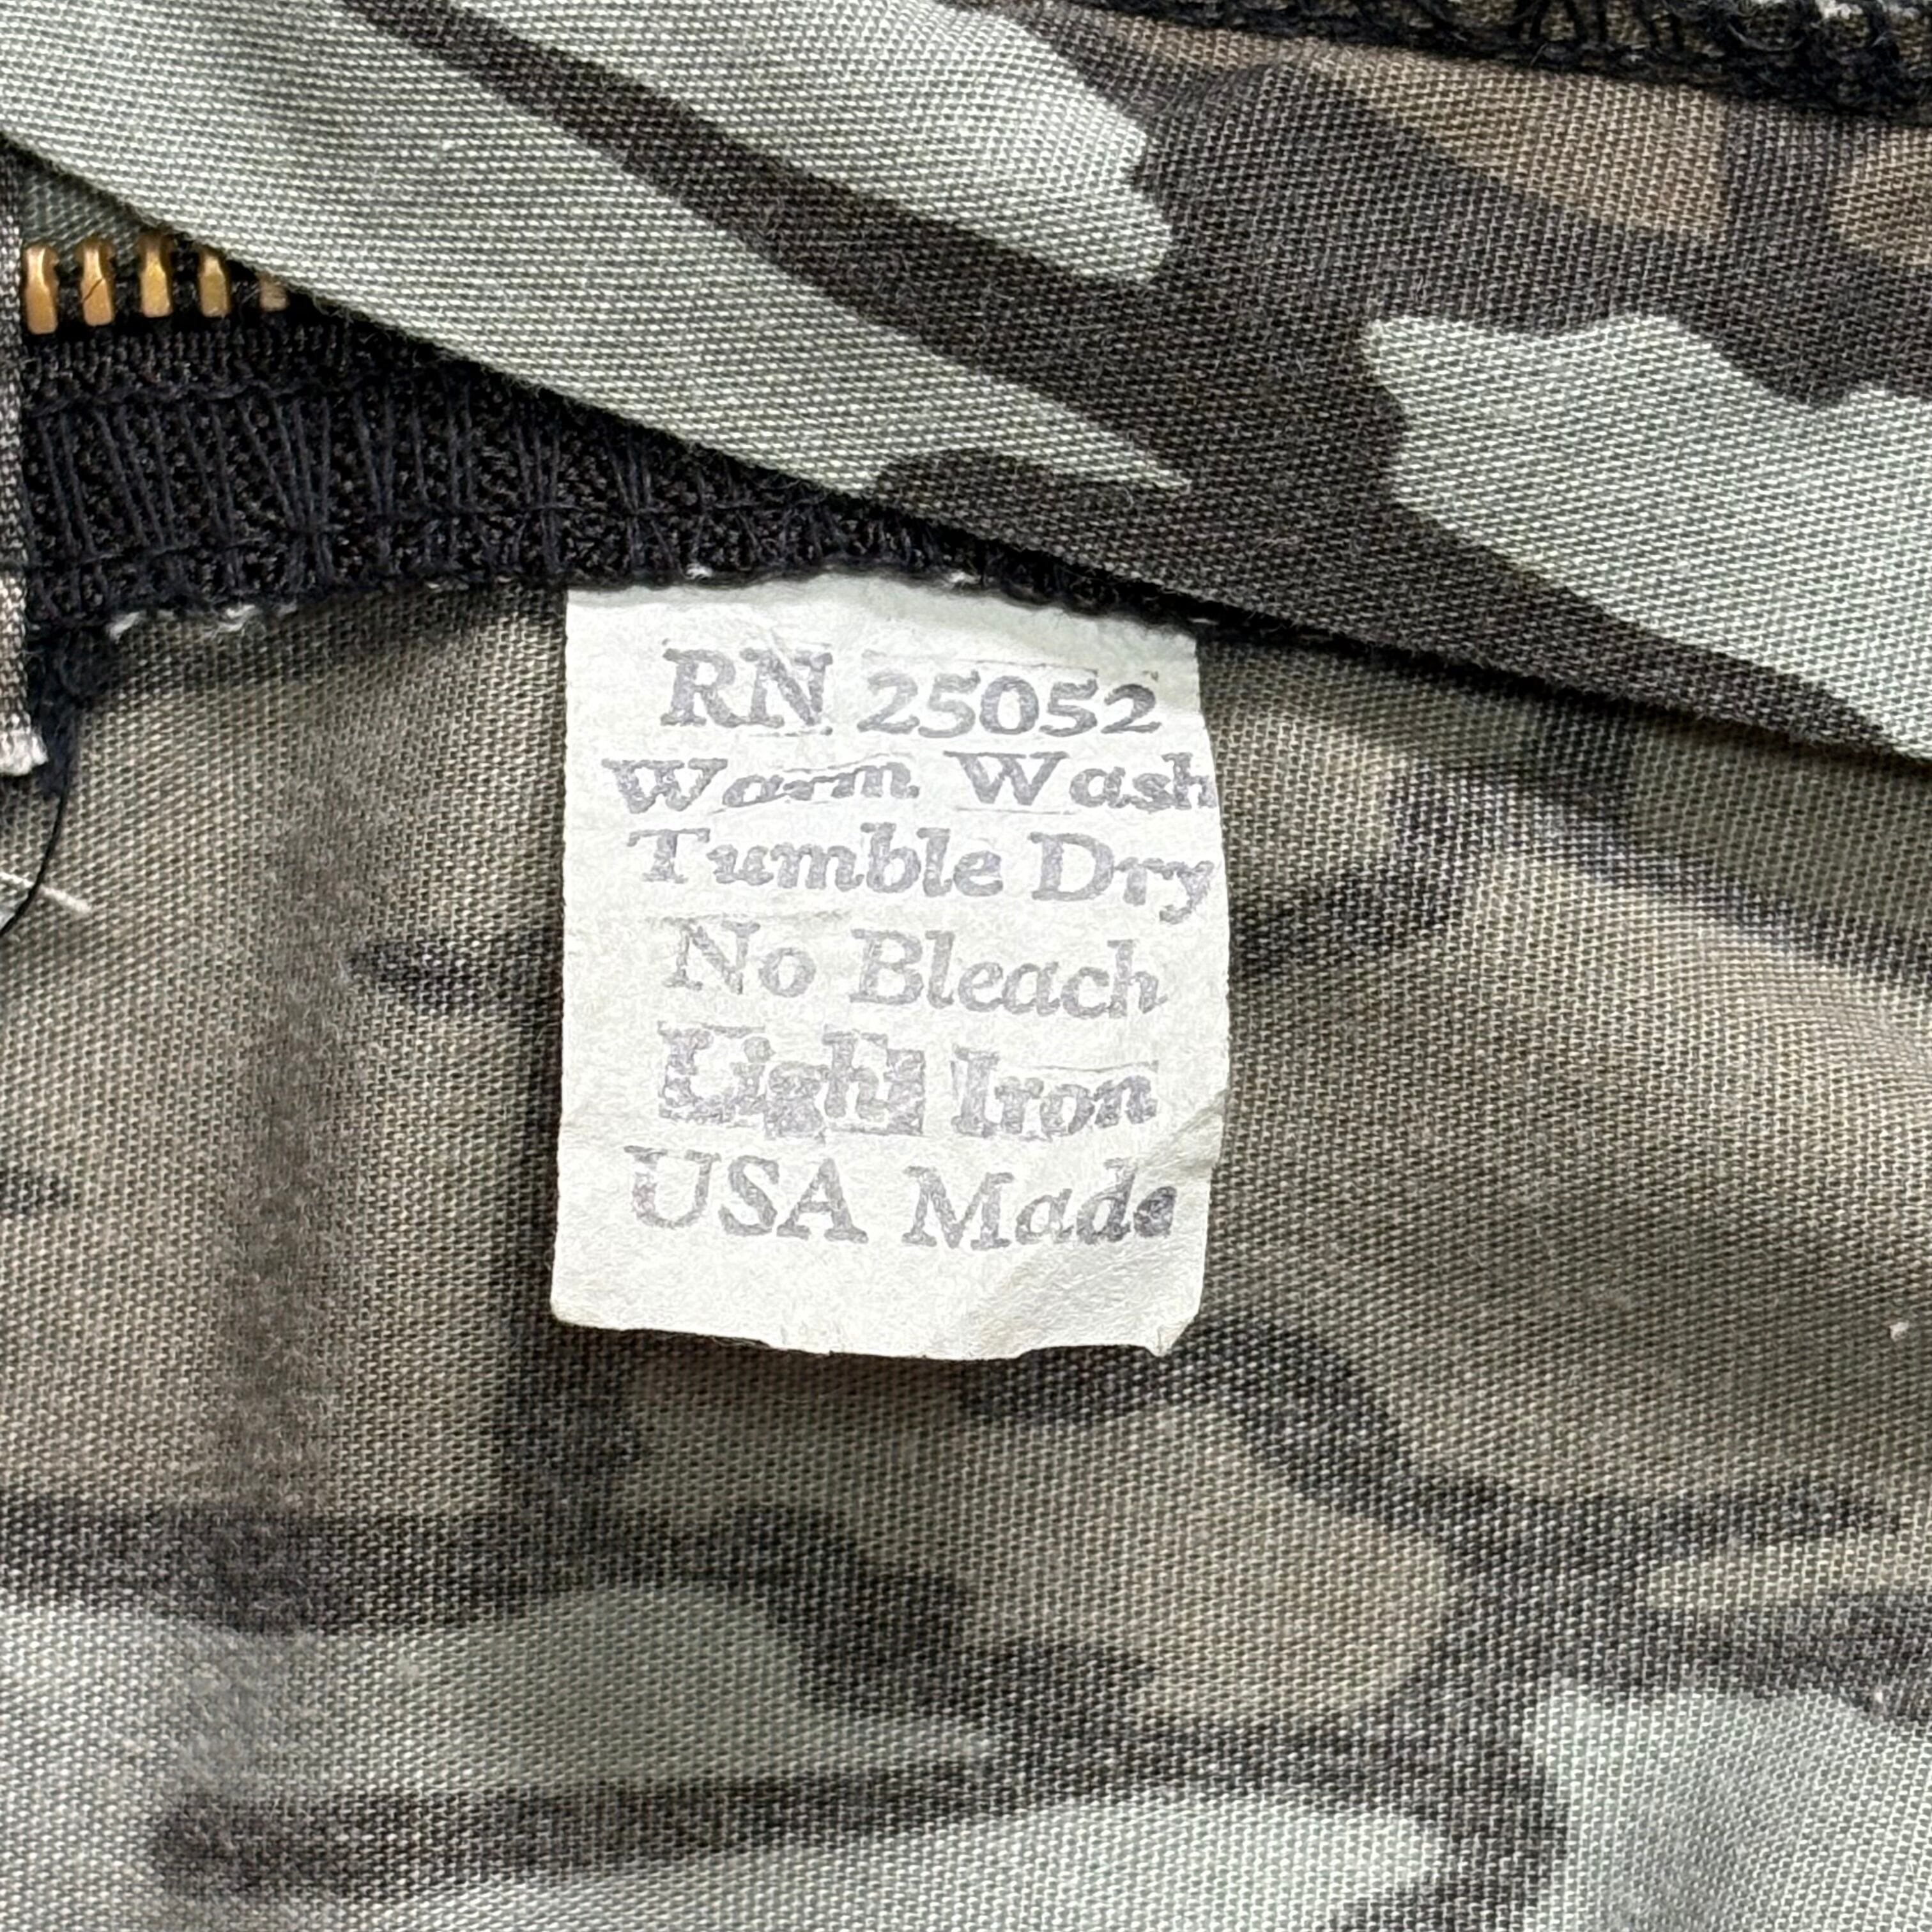 RN 25052
Warm Wash
Tumble Dry
No Bleach
Light Iron
USA Made